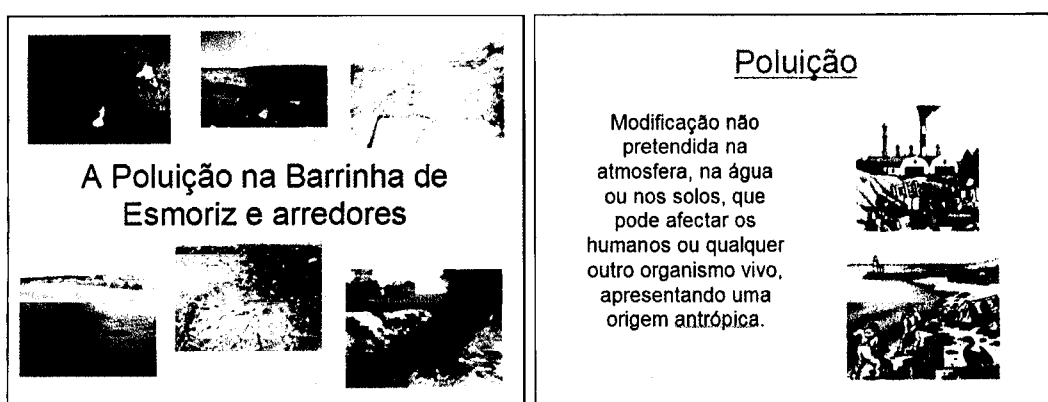 A Poluição na Barrinha de
Esmoriz e arredores
Poluição
Modificação não
pretendida na
atmosfera, na água
ou nos solos, que
pode afectar os
humanos ou qualquer
outro organismo vivo,
apresentando uma
origem antrópica.